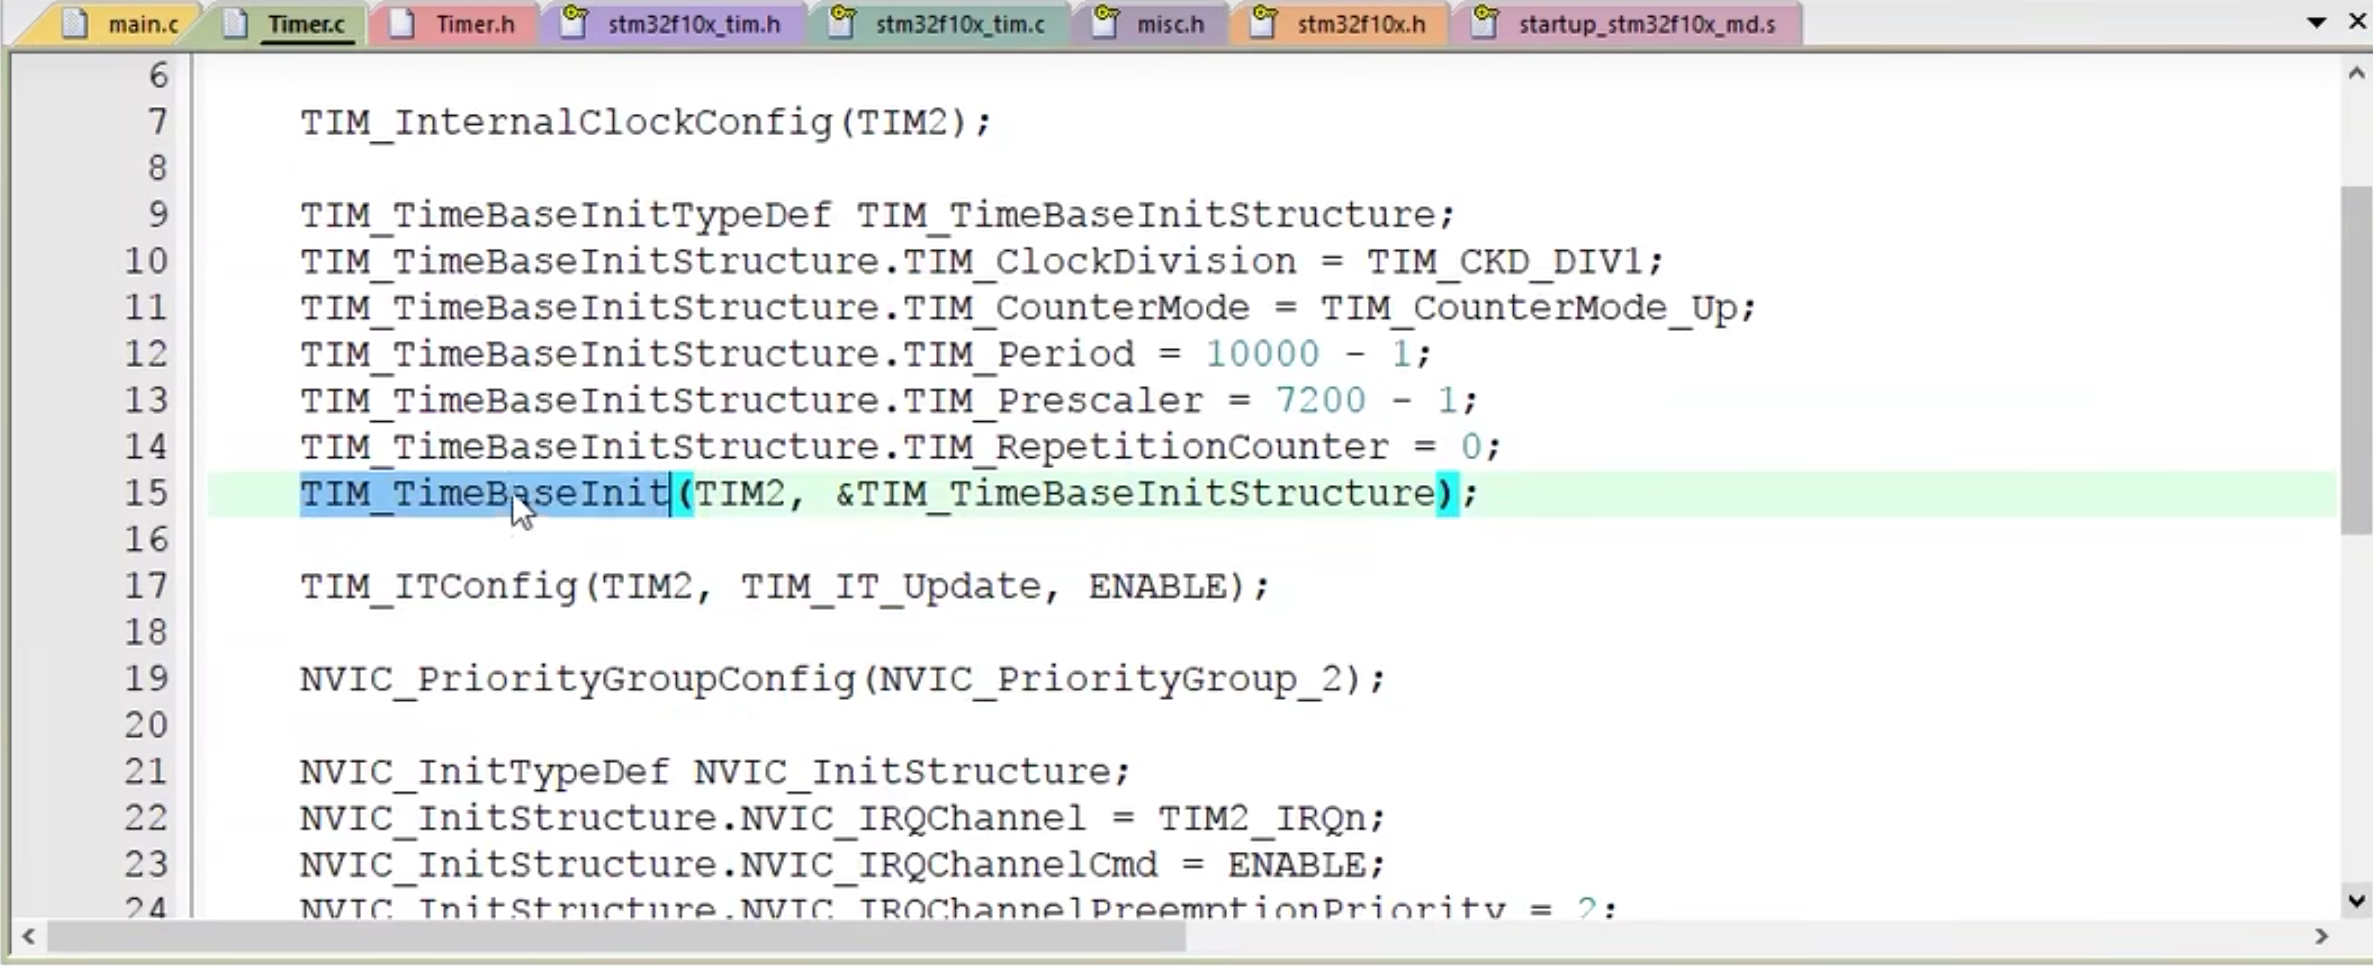 main.c Timer.c Timer.h stm32f10x_tim.h stm32f10x_tim.c misc.h stm32f10x.h startup_stm32f10x_md.s
6
7 TIM_InternalClockConfig(TIM2);
8
9 TIM_TimeBaseInitTypeDef TIM_TimeBaseInitStructure;
10 TIM_TimeBaseInitStructure.TIM_ClockDivision = TIM_CKD_DIV1;
11 TIM_TimeBaseInitStructure.TIM_CounterMode = TIM_CounterMode_Up;
12 TIM_TimeBaseInitStructure.TIM_Period = 10000 - 1;
13 TIM_TimeBaseInitStructure.TIM_Prescaler = 7200 - 1;
14 TIM_TimeBaseInitStructure.TIM_RepetitionCounter = 0;
15 TIM_TimeBaseInit(TIM2, &TIM_TimeBaseInitStructure);
16
17 TIM_ITConfig(TIM2, TIM_IT_Update, ENABLE);
18
19 NVIC_PriorityGroupConfig(NVIC_PriorityGroup_2);
20
21 NVIC_InitTypeDef NVIC_InitStructure;
22 NVIC_InitStructure.NVIC_IRQChannel = TIM2_IRQn;
23 NVIC_InitStructure.NVIC_IRQChannelCmd = ENABLE;
24 NVIC_InitStructure.NVIC_IRQChannelPreemptionPriority = 2;